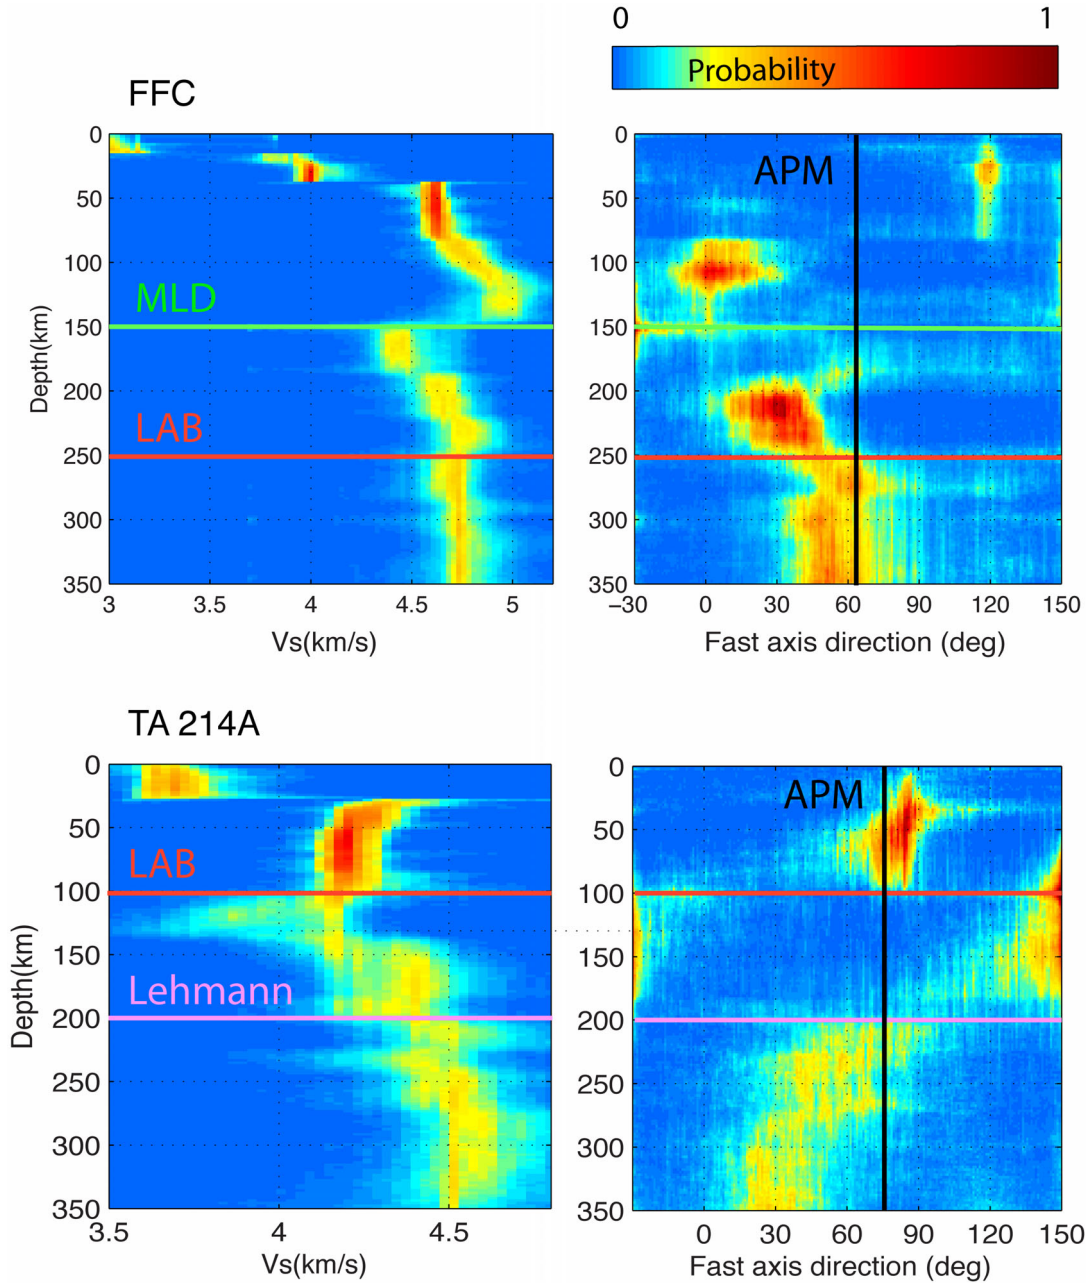 0 1
Probability
FFC
0
50
100
150
200
250
300
350
Depth(km)
MLD
LAB
3 3.5 4 4.5 5
Vs(km/s)
0
50
100
150
200
250
300
350
APM
−30 0 30 60 90 120 150
Fast axis direction (deg)
TA 214A
0
50
100
150
200
250
300
350
Depth(km)
LAB
Lehmann
3.5 4 4.5
Vs(km/s)
0
50
100
150
200
250
300
350
APM
0 30 60 90 120 150
Fast axis direction (deg)